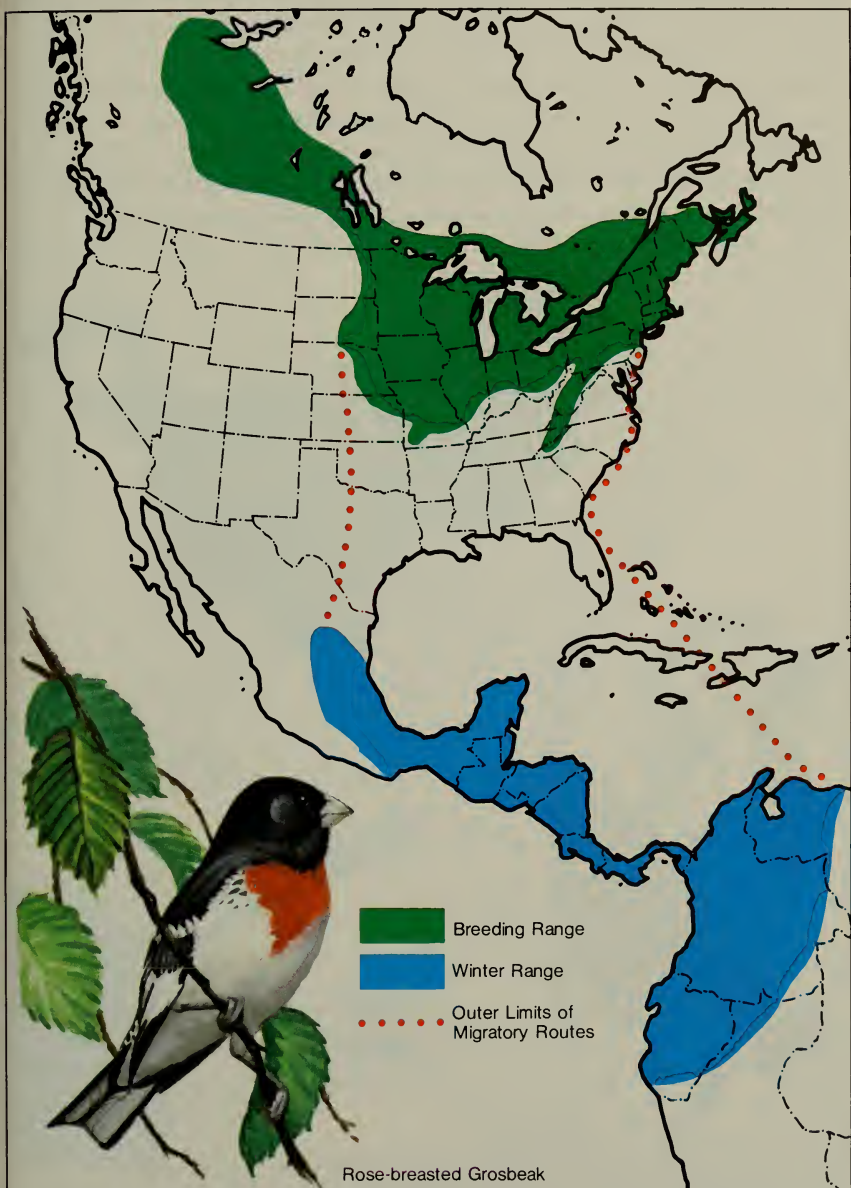 Breeding Range
Winter Range
Outer Limits of
Migratory Routes
Rose-breasted Grosbeak